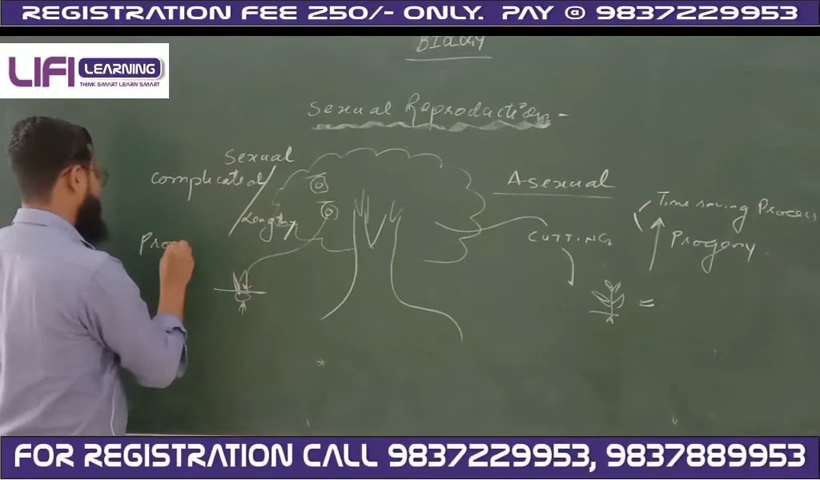 REGISTRATION FEE 250/- ONLY. PAY @ 9837229953
LIFI LEARNING
THINK SMART LEARN SMART
BIOLOGY
Sexual Reproduction -
Sexual
Complicated
Lengthy
Pro
Asexual
CUTTING
Time saving Process
Progeny
FOR REGISTRATION CALL 9837229953, 9837889953